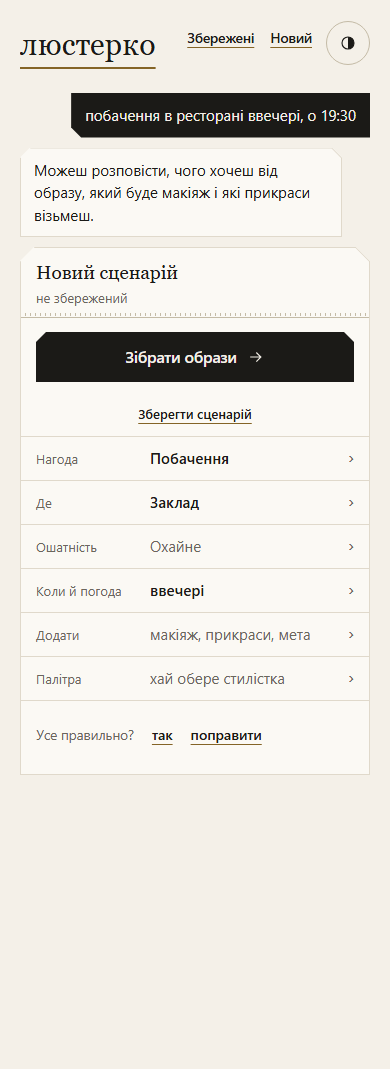 люстерко
Збережені
Новий
побачення в ресторані ввечері, о 19:30
Можеш розповісти, чого хочеш від
образу, який буде макіяж і які прикраси
візьмеш.
Новий сценарій
не збережений
Зібрати образи →
Зберегти сценарій
Нагода Побачення ›
Де Заклад ›
Ошатність Охайне ›
Коли й погода ввечері ›
Додати макіяж, прикраси, мета ›
Палітра хай обере стилістка ›
Усе правильно? так поправити